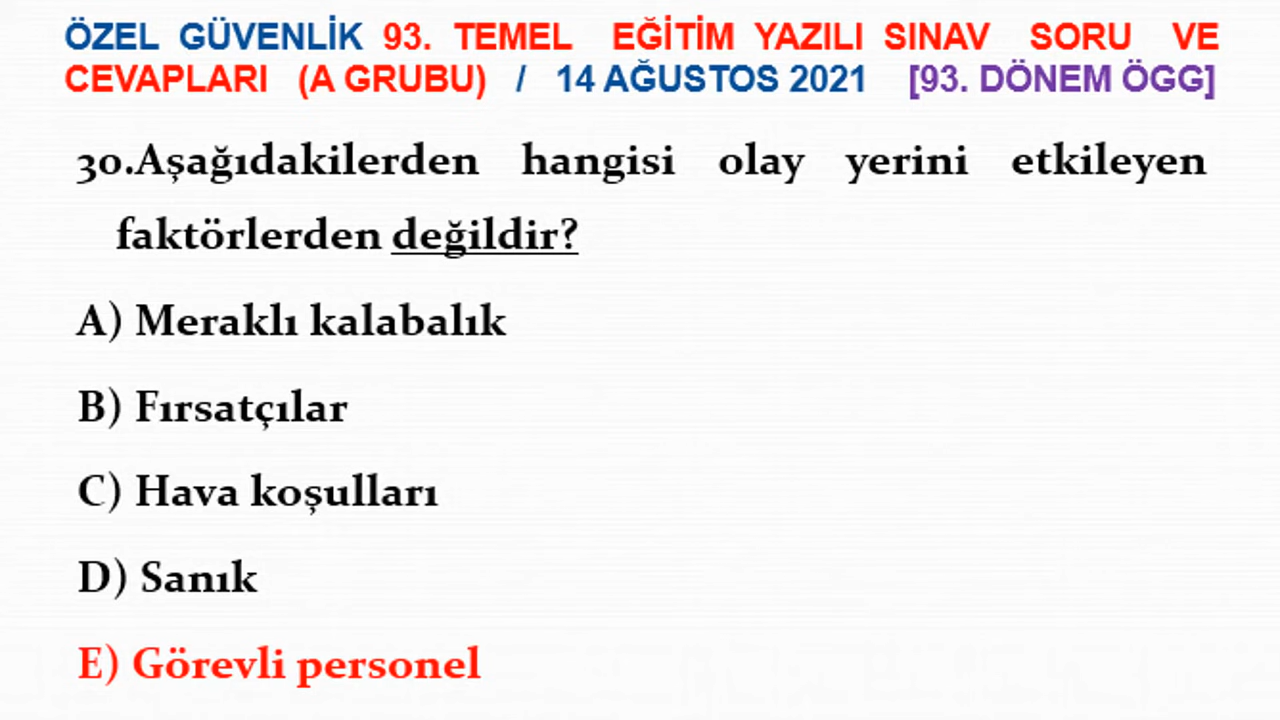 ÖZEL GÜVENLİK 93. TEMEL EĞİTİM YAZILI SINAV SORU VE
CEVAPLARI (A GRUBU) / 14 AĞUSTOS 2021 [93. DÖNEM ÖGG]
30.Aşağıdakilerden hangisi olay yerini etkileyen
faktörlerden değildir?
A) Meraklı kalabalık
B) Fırsatçılar
C) Hava koşulları
D) Sanık
E) Görevli personel